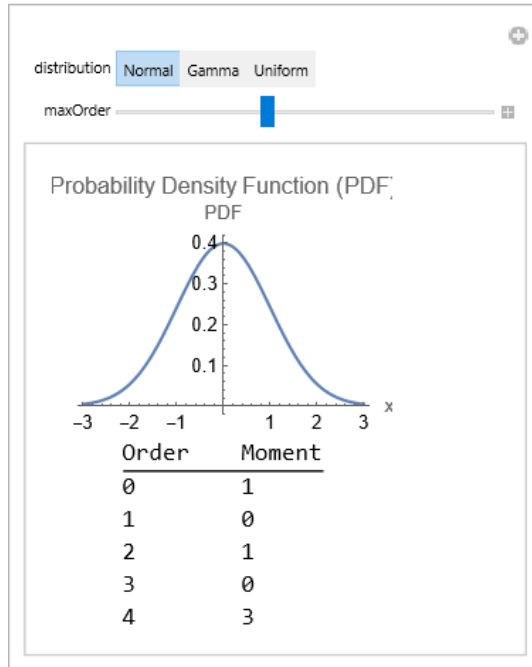 distribution Normal Gamma Uniform
maxOrder
Probability Density Function (PDF)
PDF
0.4
0.3
0.2
0.1
-3 -2 -1 1 2 3 x
Order Moment
0 1
1 0
2 1
3 0
4 3